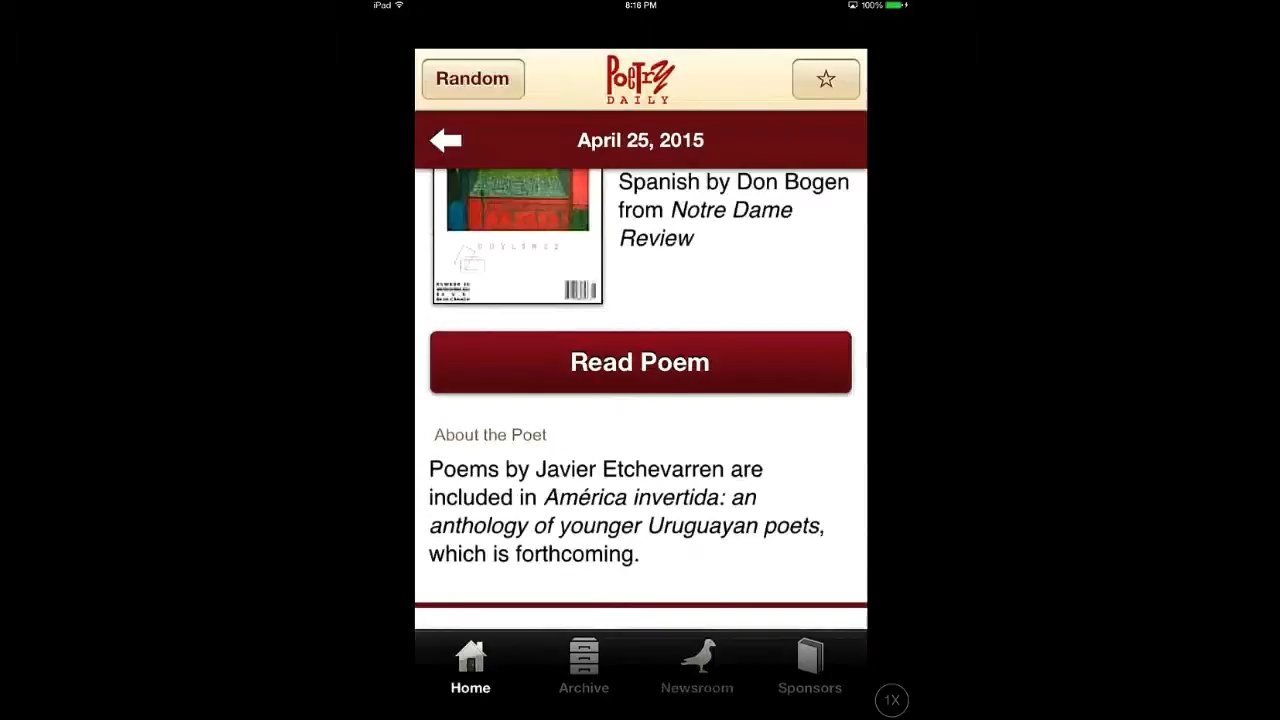 iPad
8:16 PM
100%
Random
POETRY
DAILY
☆
April 25, 2015
Spanish by Don Bogen
from Notre Dame
Review
Read Poem
About the Poet
Poems by Javier Etchevarren are
included in América invertida: an
anthology of younger Uruguayan poets,
which is forthcoming.
Home
Archive
Newsroom
Sponsors
1X